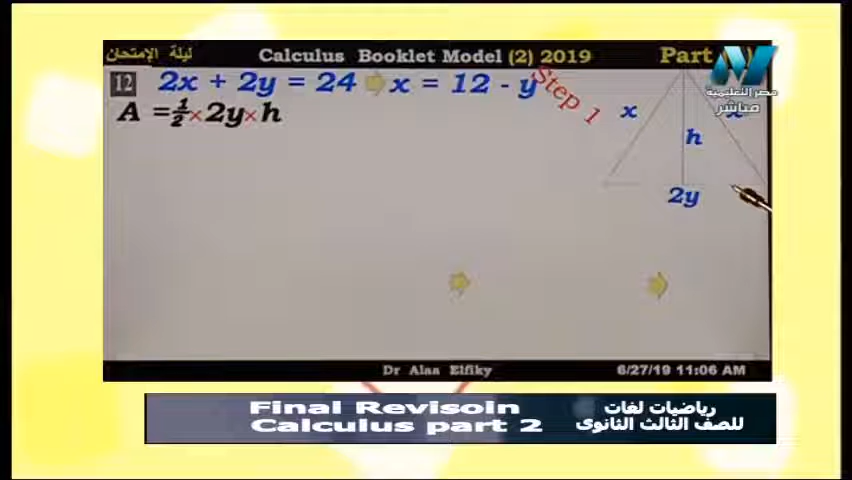 ليلة الإمتحان
Calculus Booklet Model (2) 2019
Part
مصر التعليمية
مباشر
12 2x + 2y = 24 x = 12 - y
Step 1
A = 1/2 × 2y × h
x
h
2y
Dr Alaa Elfiky
6/27/19 11:06 AM
Final Revisoin
Calculus part 2
رياضيات لغات
للصف الثالث الثانوى